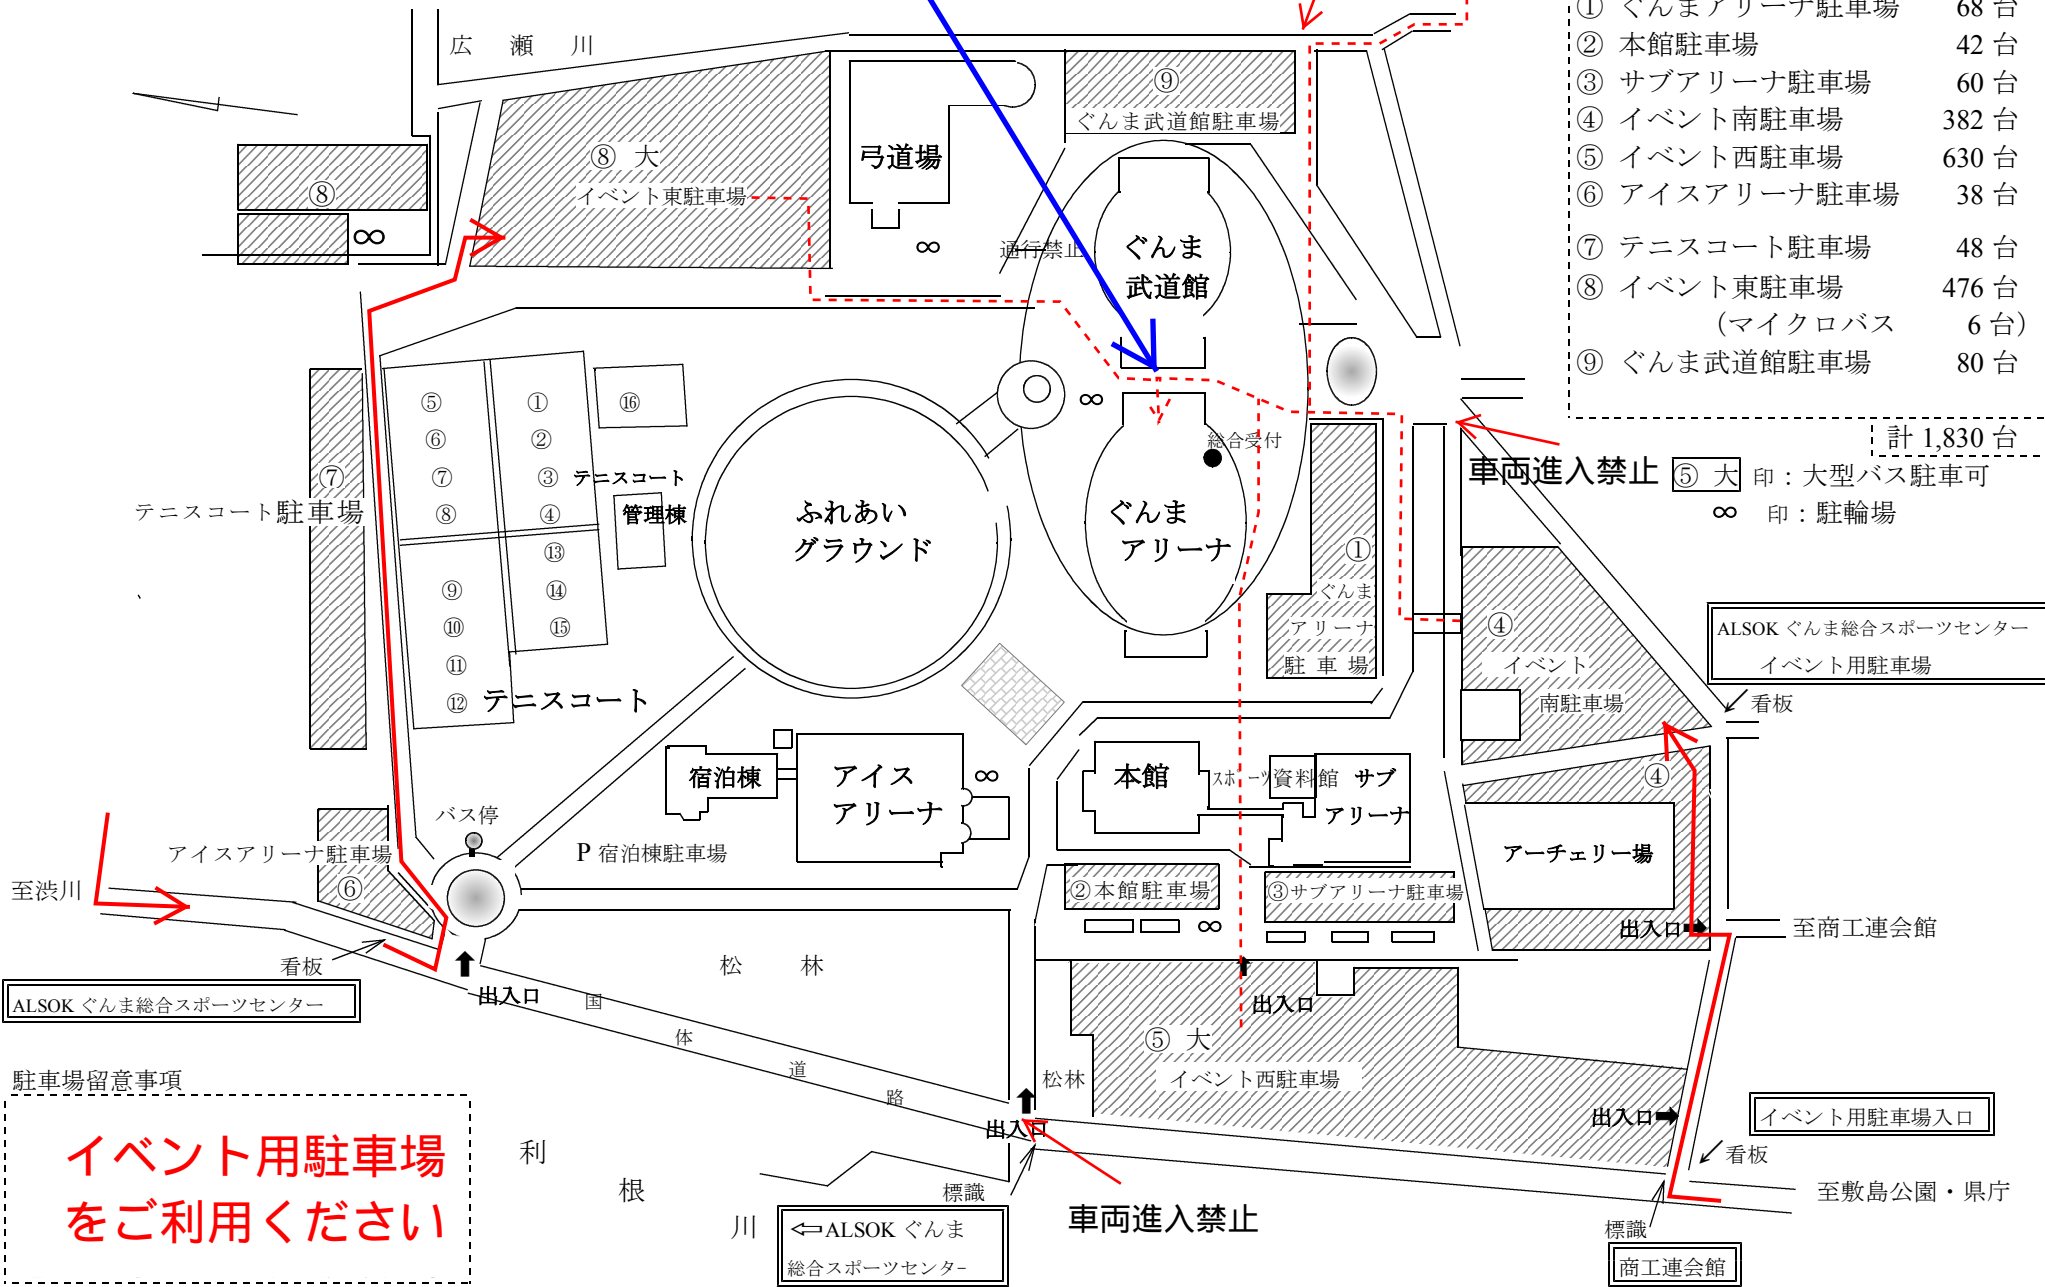 ① ぐんまアリーナ駐車場 68 台
② 本館駐車場 42 台
③ サブアリーナ駐車場 60 台
④ イベント南駐車場 382 台
⑤ イベント西駐車場 630 台
⑥ アイスアリーナ駐車場 38 台
⑦ テニスコート駐車場 48 台
⑧ イベント東駐車場 476 台
（マイクロバス 6 台）
⑨ ぐんま武道館駐車場 80 台
計 1,830 台
⑤ 大 印：大型バス駐車可
∞ 印：駐輪場
広 瀬 川
⑧
∞
⑧ 大
イベント東駐車場
弓道場
∞
⑨
ぐんま武道館駐車場
通行禁止
ぐんま
武道館
∞
総合受付
ぐんま
アリーナ
車両進入禁止
⑤
⑥
⑦
⑧
①
②
③
④
⑬
⑭
⑮
⑯
⑨
⑩
⑪
⑫
テニスコート
管理棟
テニスコート
⑦
テニスコート駐車場
ふれあい
グラウンド
①
ぐんま
アリーナ
駐 車 場
④
イベント
南駐車場
ALSOK ぐんま総合スポーツセンター
イベント用駐車場
看板
④
アーチェリー場
出入口
至商工連会館
宿泊棟
アイス
アリーナ
∞
本館
スポーツ資料館
サブ
アリーナ
バス停
P 宿泊棟駐車場
アイスアリーナ駐車場
⑥
至渋川
②本館駐車場
③サブアリーナ駐車場
∞
看板
ALSOK ぐんま総合スポーツセンター
出入口
国
体
道
路
松 林
松林
出入口
⑤ 大
イベント西駐車場
出入口
イベント用駐車場入口
看板
至敷島公園・県庁
標識
商工連会館
出入口
標識
車両進入禁止
⇦ALSOK ぐんま
総合スポーツセンター
利
根
川
駐車場留意事項
イベント用駐車場
をご利用ください